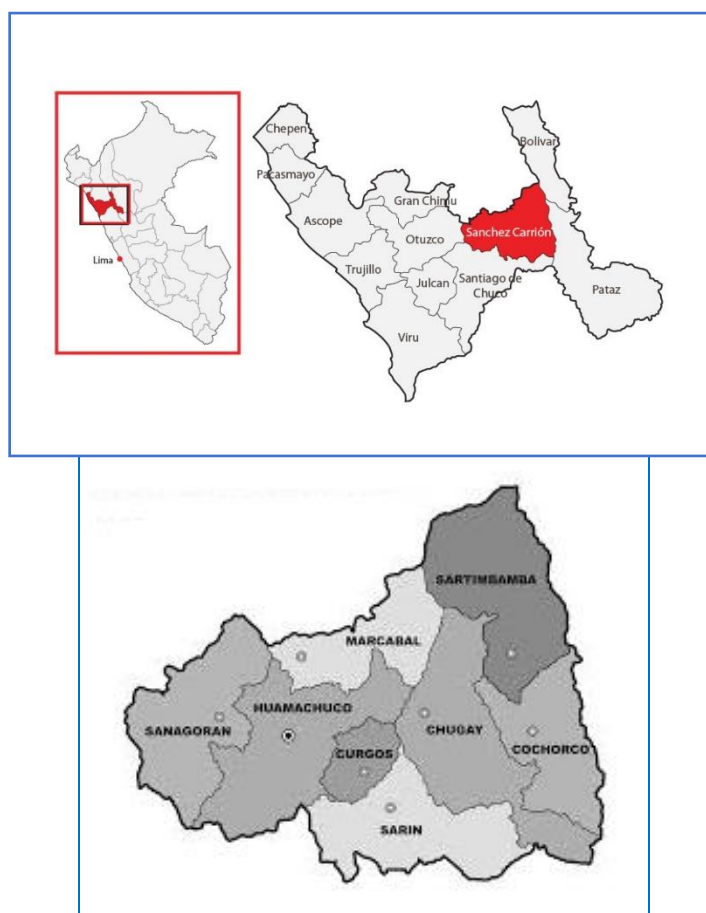 Chepen
Bolivar
Pacasmayo
Gran Chimu
Ascope
Sanchez Carrión
Otuzco
Lima
Trujillo
Julcan
Santiago de
Chuco
Pataz
Viru
SARTIMBAMBA
MARCABAL
HUAMACHUCO
SANAGORAN
CHUGAY
CURGOS
COCHORCO
SARIN